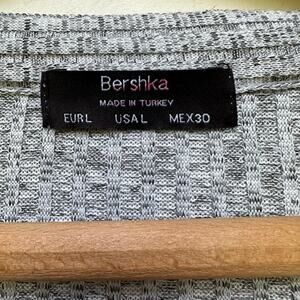 Bershka
MADE IN TURKEY
EUR L USA L MEX 30